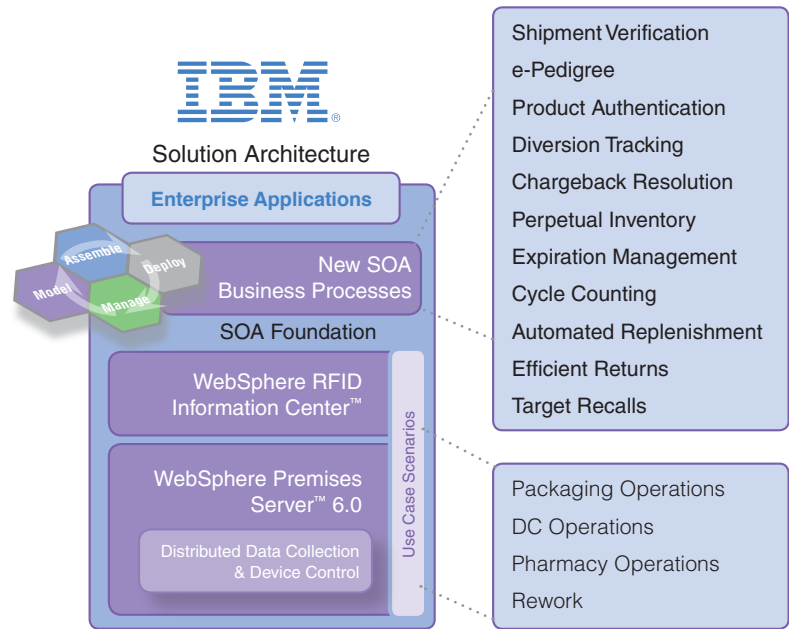 IBM®
Solution Architecture
Enterprise Applications
Assemble
Deploy
Model
Manage
New SOA
Business Processes
SOA Foundation
WebSphere RFID
Information Center™
WebSphere Premises
Server™ 6.0
Distributed Data Collection
& Device Control
Use Case Scenarios
Shipment Verification
e-Pedigree
Product Authentication
Diversion Tracking
Chargeback Resolution
Perpetual Inventory
Expiration Management
Cycle Counting
Automated Replenishment
Efficient Returns
Target Recalls
Packaging Operations
DC Operations
Pharmacy Operations
Rework